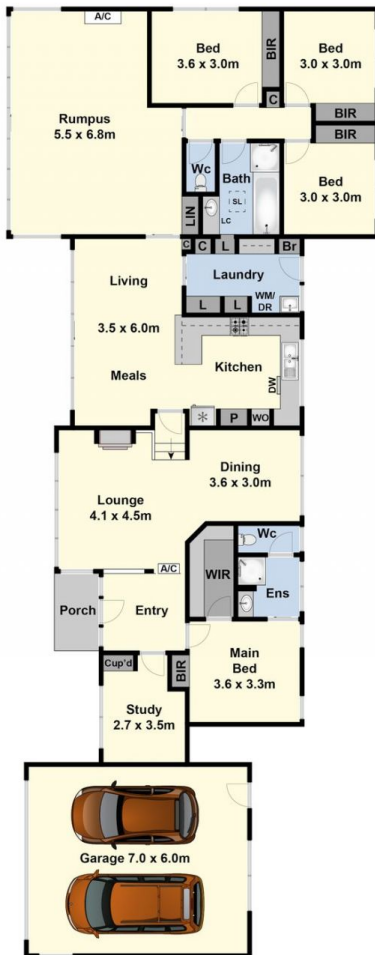 A/C
Bed
3.6 x 3.0m
BIR
Bed
3.0 x 3.0m
C
BIR
BIR
Rumpus
5.5 x 6.8m
Wc
Bath
SL
LC
LIN
Bed
3.0 x 3.0m
C
C
L
Br
Living
Laundry
WM/
DR
L
L
3.5 x 6.0m
Meals
Kitchen
DW
P
WO
Dining
3.6 x 3.0m
Lounge
4.1 x 4.5m
Wc
WIR
Ens
A/C
Porch
Entry
Main
Bed
3.6 x 3.3m
Cup'd
BIR
Study
2.7 x 3.5m
Garage 7.0 x 6.0m